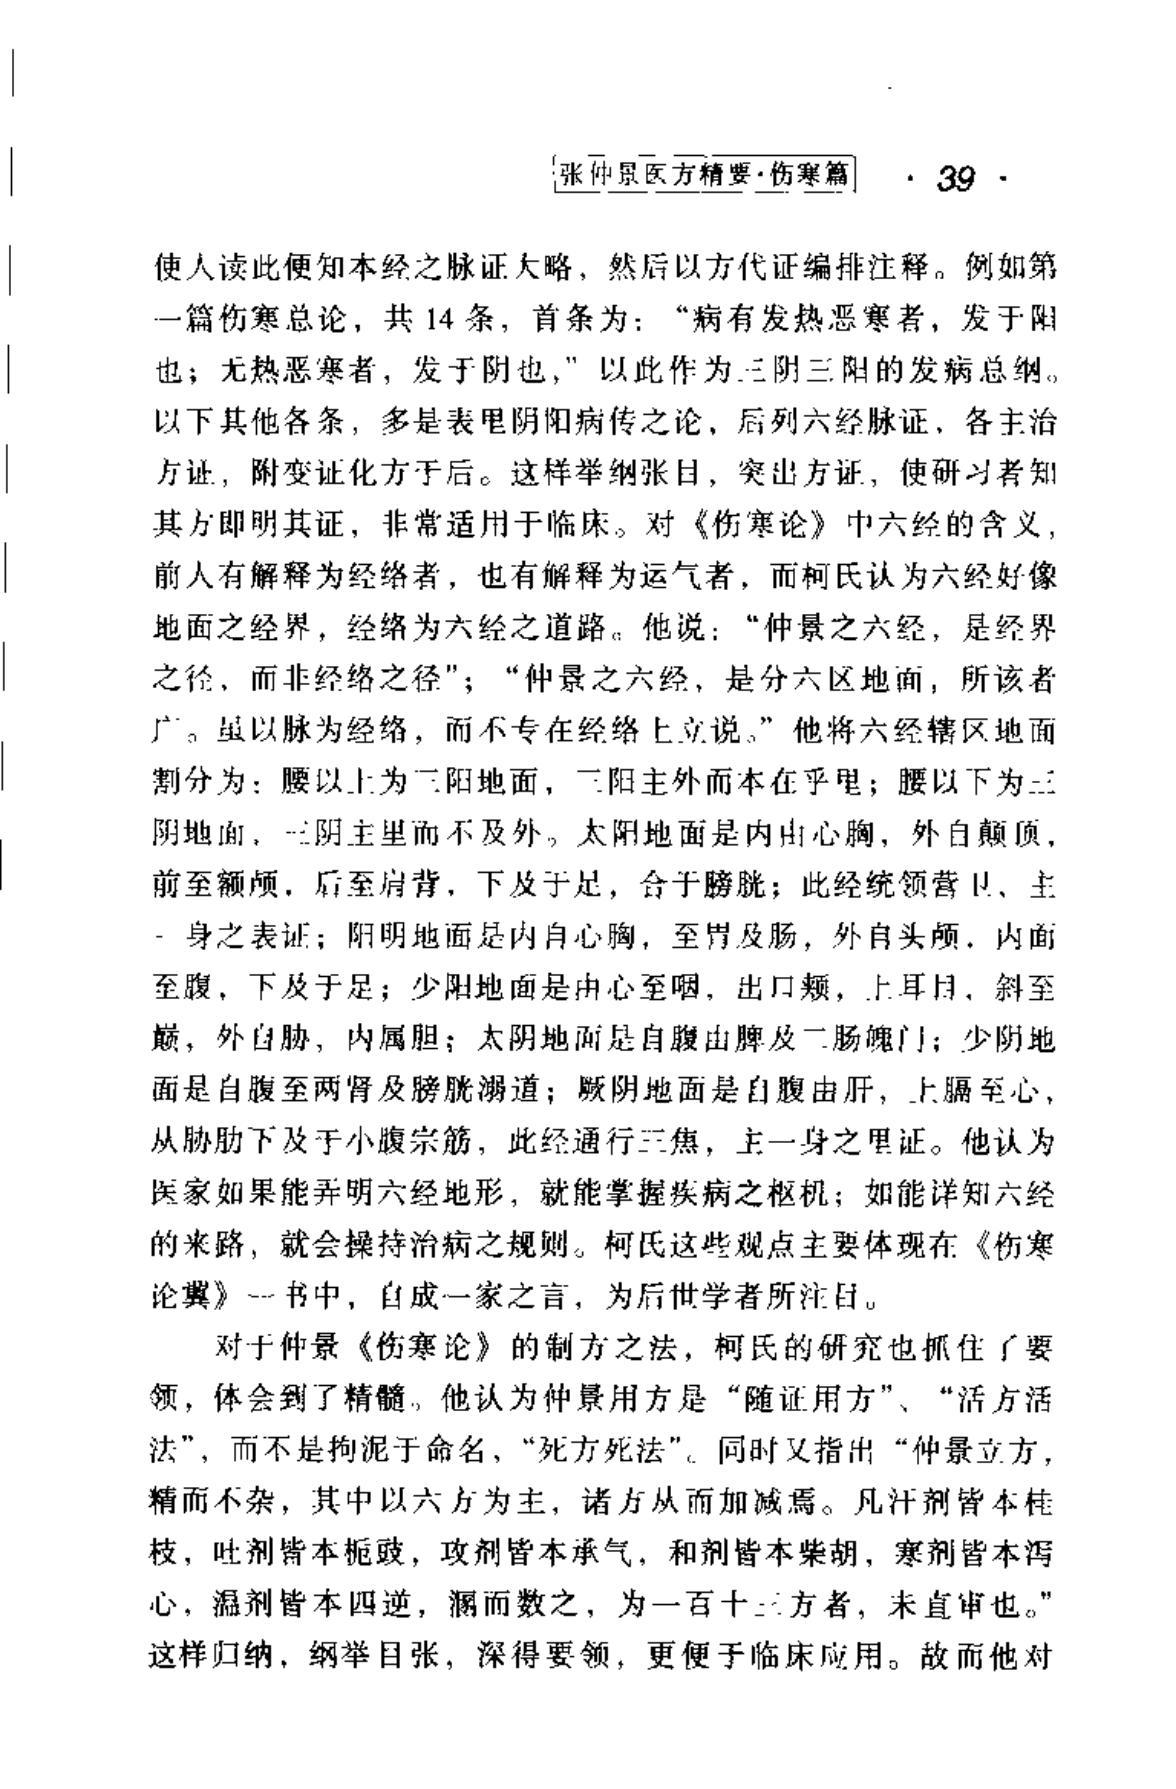 张仲景医方精要·伤寒篇 · 39 ·
使人读此便知本经之脉证大略，然后以方代证编排注释。例如第
一篇伤寒总论，共 14 条，首条为：“病有发热恶寒者，发于阳
也；无热恶寒者，发于阴也，”以此作为三阴三阳的发病总纲。
以下其他各条，多是表里阴阳病传之论，后列六经脉证，各主治
方证，附变证化方于后。这样举纲张目，突出方证，使研习者知
其方即明其证，非常适用于临床。对《伤寒论》中六经的含义，
前人有解释为经络者，也有解释为运气者，而柯氏认为六经好像
地面之经界，经络为六经之道路。他说：“仲景之六经，是经界
之径，而非经络之径”；“仲景之六经，是分六区地面，所该者
广。虽以脉为经络，而不专在经络上立说。”他将六经辖区地面
割分为：腰以上为三阳地面，三阳主外而本在乎里；腰以下为三
阴地面，三阴主里而不及外。太阳地面是内由心胸，外自颠顶，
前至额颅，后至肩背，下及于足，合于膀胱；此经统领营卫、主
一身之表证；阳明地面是内自心胸，至胃及肠，外自头颅，内面
至腹，下及于足；少阳地面是由心至咽，出口颊，上耳目，斜至
巅，外自胁，内属胆；太阴地面是自腹由脾及二肠魄门；少阴地
面是自腹至两肾及膀胱溺道；厥阴地面是自腹由肝，上膈至心，
从胁肋下及于小腹宗筋，此经通行三焦，主一身之里证。他认为
医家如果能弄明六经地形，就能掌握疾病之枢机；如能详知六经
的来路，就会操持治病之规则。柯氏这些观点主要体现在《伤寒
论翼》一书中，自成一家之言，为后世学者所注目。
对于仲景《伤寒论》的制方之法，柯氏的研究也抓住了要
领，体会到了精髓。他认为仲景用方是“随证用方”、“活方活
法”，而不是拘泥于命名，“死方死法”。同时又指出“仲景立方，
精而不杂，其中以六方为主，诸方从而加减焉。凡汗剂皆本桂
枝，吐剂皆本栀豉，攻剂皆本承气，和剂皆本柴胡，寒剂皆本泻
心，温剂皆本四逆，溷而数之，为一百十三方者，未直审也。”
这样归纳，纲举目张，深得要领，更便于临床应用。故而他对